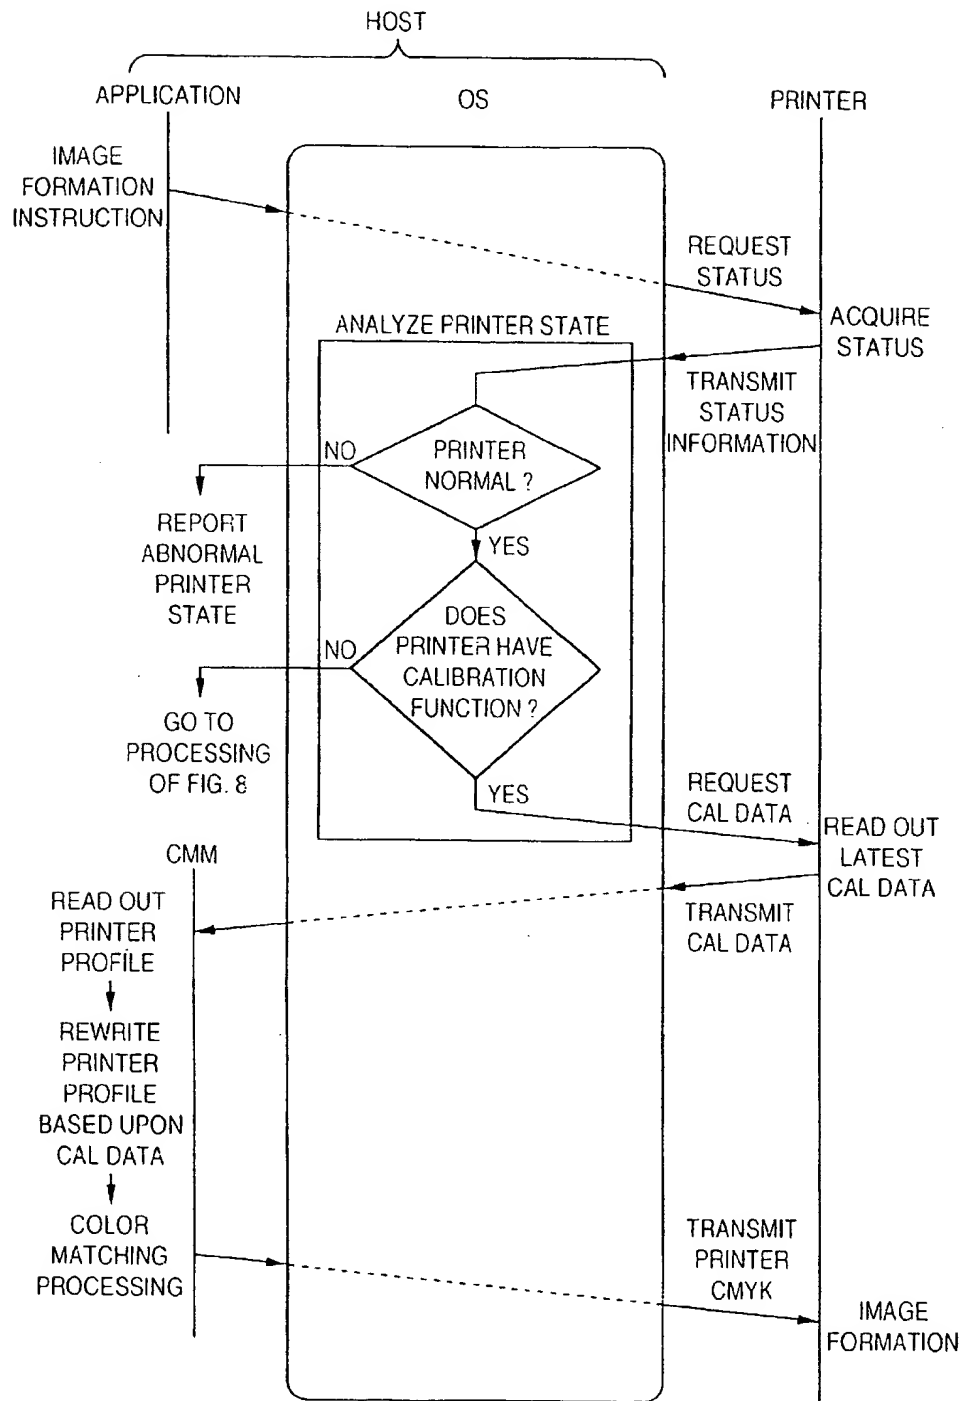 HOST
APPLICATION
OS
PRINTER
IMAGE
FORMATION
INSTRUCTION
REQUEST
STATUS
ACQUIRE
STATUS
ANALYZE PRINTER STATE
TRANSMIT
STATUS
INFORMATION
PRINTER
NORMAL ?
NO
YES
REPORT
ABNORMAL
PRINTER
STATE
DOES
PRINTER HAVE
CALIBRATION
FUNCTION ?
NO
YES
GO TO
PROCESSING
OF FIG. 8
REQUEST
CAL DATA
READ OUT
LATEST
CAL DATA
TRANSMIT
CAL DATA
CMM
READ OUT
PRINTER
PROFILE
REWRITE
PRINTER
PROFILE
BASED UPON
CAL DATA
COLOR
MATCHING
PROCESSING
TRANSMIT
PRINTER
CMYK
IMAGE
FORMATION